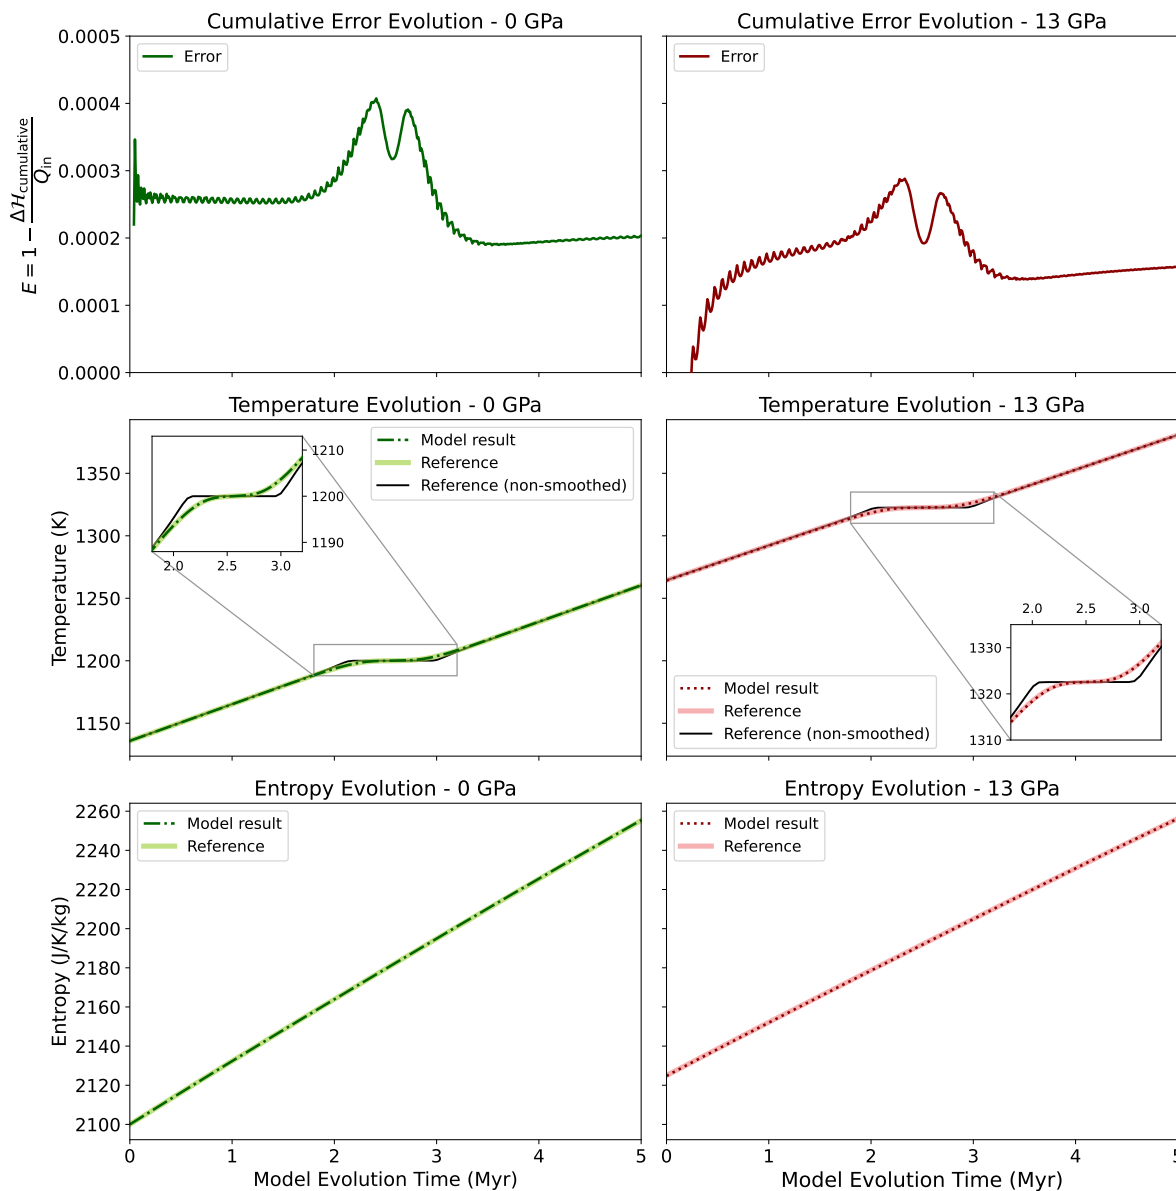 Cumulative Error Evolution - 0 GPa
Cumulative Error Evolution - 13 GPa
E = 1 − Δℋcumulative / Qin
0.0005
0.0004
0.0003
0.0002
0.0001
0.0000
Error
Error
Temperature Evolution - 0 GPa
Temperature Evolution - 13 GPa
Temperature (K)
1350
1300
1250
1200
1150
Model result
Reference
Reference (non-smoothed)
1210
1200
1190
2.0 2.5 3.0
2.0 2.5 3.0
1330
1320
1310
Model result
Reference
Reference (non-smoothed)
Entropy Evolution - 0 GPa
Entropy Evolution - 13 GPa
Entropy (J/K/kg)
2260
2240
2220
2200
2180
2160
2140
2120
2100
Model result
Reference
Model result
Reference
0 1 2 3 4 5
0 1 2 3 4
Model Evolution Time (Myr)
Model Evolution Time (Myr)